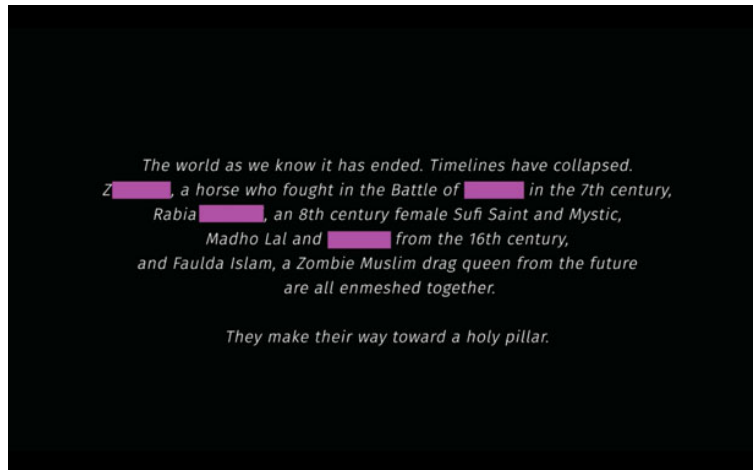 The world as we know it has ended. Timelines have collapsed.
Z , a horse who fought in the Battle of in the 7th century,
Rabia , an 8th century female Sufi Saint and Mystic,
Madho Lal and from the 16th century,
and Faulda Islam, a Zombie Muslim drag queen from the future
are all enmeshed together.
They make their way toward a holy pillar.